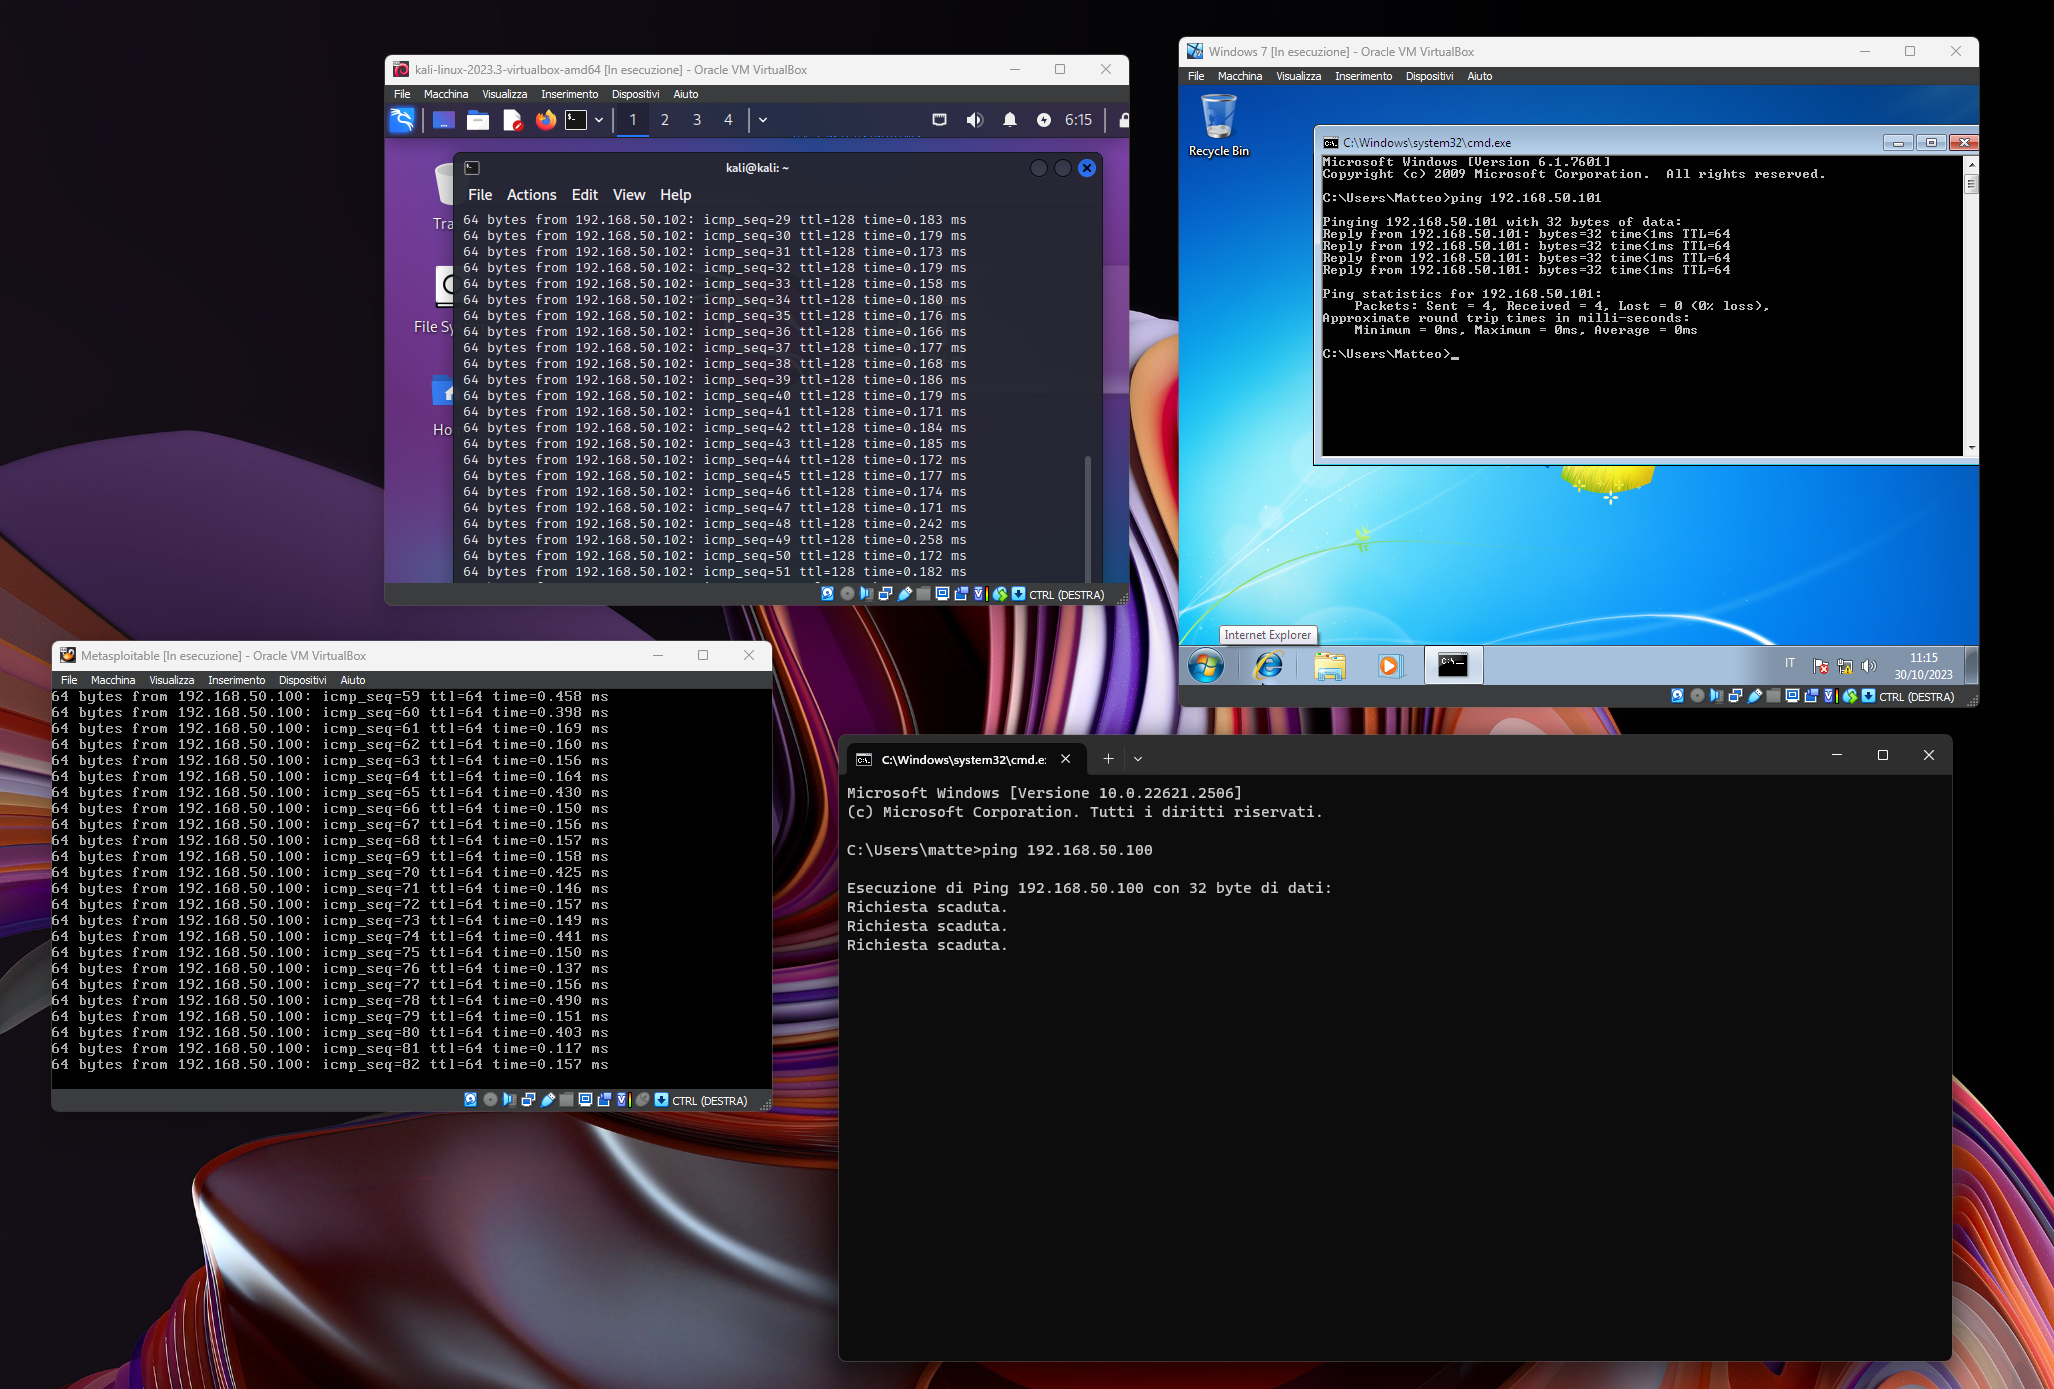 kali-linux-2023.3-virtualbox-amd64 [In esecuzione] - Oracle VM VirtualBox
File Macchina Visualizza Inserimento Dispositivi Aiuto
1 2 3 4 6:15
kali@kali: ~
File Actions Edit View Help
Tra
File Sy
Ho
64 bytes from 192.168.50.102: icmp_seq=29 ttl=128 time=0.183 ms
64 bytes from 192.168.50.102: icmp_seq=30 ttl=128 time=0.179 ms
64 bytes from 192.168.50.102: icmp_seq=31 ttl=128 time=0.173 ms
64 bytes from 192.168.50.102: icmp_seq=32 ttl=128 time=0.179 ms
64 bytes from 192.168.50.102: icmp_seq=33 ttl=128 time=0.158 ms
64 bytes from 192.168.50.102: icmp_seq=34 ttl=128 time=0.180 ms
64 bytes from 192.168.50.102: icmp_seq=35 ttl=128 time=0.176 ms
64 bytes from 192.168.50.102: icmp_seq=36 ttl=128 time=0.166 ms
64 bytes from 192.168.50.102: icmp_seq=37 ttl=128 time=0.177 ms
64 bytes from 192.168.50.102: icmp_seq=38 ttl=128 time=0.168 ms
64 bytes from 192.168.50.102: icmp_seq=39 ttl=128 time=0.186 ms
64 bytes from 192.168.50.102: icmp_seq=40 ttl=128 time=0.179 ms
64 bytes from 192.168.50.102: icmp_seq=41 ttl=128 time=0.171 ms
64 bytes from 192.168.50.102: icmp_seq=42 ttl=128 time=0.184 ms
64 bytes from 192.168.50.102: icmp_seq=43 ttl=128 time=0.185 ms
64 bytes from 192.168.50.102: icmp_seq=44 ttl=128 time=0.172 ms
64 bytes from 192.168.50.102: icmp_seq=45 ttl=128 time=0.177 ms
64 bytes from 192.168.50.102: icmp_seq=46 ttl=128 time=0.174 ms
64 bytes from 192.168.50.102: icmp_seq=47 ttl=128 time=0.171 ms
64 bytes from 192.168.50.102: icmp_seq=48 ttl=128 time=0.242 ms
64 bytes from 192.168.50.102: icmp_seq=49 ttl=128 time=0.258 ms
64 bytes from 192.168.50.102: icmp_seq=50 ttl=128 time=0.172 ms
64 bytes from 192.168.50.102: icmp_seq=51 ttl=128 time=0.182 ms
CTRL (DESTRA)
Windows 7 [In esecuzione] - Oracle VM VirtualBox
File Macchina Visualizza Inserimento Dispositivi Aiuto
Recycle Bin
C:\Windows\system32\cmd.exe
Microsoft Windows [Version 6.1.7601]
Copyright (c) 2009 Microsoft Corporation.  All rights reserved.
C:\Users\Matteo>ping 192.168.50.101
Pinging 192.168.50.101 with 32 bytes of data:
Reply from 192.168.50.101: bytes=32 time<1ms TTL=64
Reply from 192.168.50.101: bytes=32 time<1ms TTL=64
Reply from 192.168.50.101: bytes=32 time<1ms TTL=64
Reply from 192.168.50.101: bytes=32 time<1ms TTL=64
Ping statistics for 192.168.50.101:
Packets: Sent = 4, Received = 4, Lost = 0 (0% loss),
Approximate round trip times in milli-seconds:
Minimum = 0ms, Maximum = 0ms, Average = 0ms
C:\Users\Matteo>_
Internet Explorer
IT
11:15
30/10/2023
CTRL (DESTRA)
Metasploitable [In esecuzione] - Oracle VM VirtualBox
File Macchina Visualizza Inserimento Dispositivi Aiuto
64 bytes from 192.168.50.100: icmp_seq=59 ttl=64 time=0.458 ms
64 bytes from 192.168.50.100: icmp_seq=60 ttl=64 time=0.398 ms
64 bytes from 192.168.50.100: icmp_seq=61 ttl=64 time=0.169 ms
64 bytes from 192.168.50.100: icmp_seq=62 ttl=64 time=0.160 ms
64 bytes from 192.168.50.100: icmp_seq=63 ttl=64 time=0.156 ms
64 bytes from 192.168.50.100: icmp_seq=64 ttl=64 time=0.164 ms
64 bytes from 192.168.50.100: icmp_seq=65 ttl=64 time=0.430 ms
64 bytes from 192.168.50.100: icmp_seq=66 ttl=64 time=0.150 ms
64 bytes from 192.168.50.100: icmp_seq=67 ttl=64 time=0.156 ms
64 bytes from 192.168.50.100: icmp_seq=68 ttl=64 time=0.157 ms
64 bytes from 192.168.50.100: icmp_seq=69 ttl=64 time=0.158 ms
64 bytes from 192.168.50.100: icmp_seq=70 ttl=64 time=0.425 ms
64 bytes from 192.168.50.100: icmp_seq=71 ttl=64 time=0.146 ms
64 bytes from 192.168.50.100: icmp_seq=72 ttl=64 time=0.157 ms
64 bytes from 192.168.50.100: icmp_seq=73 ttl=64 time=0.149 ms
64 bytes from 192.168.50.100: icmp_seq=74 ttl=64 time=0.441 ms
64 bytes from 192.168.50.100: icmp_seq=75 ttl=64 time=0.150 ms
64 bytes from 192.168.50.100: icmp_seq=76 ttl=64 time=0.137 ms
64 bytes from 192.168.50.100: icmp_seq=77 ttl=64 time=0.156 ms
64 bytes from 192.168.50.100: icmp_seq=78 ttl=64 time=0.490 ms
64 bytes from 192.168.50.100: icmp_seq=79 ttl=64 time=0.151 ms
64 bytes from 192.168.50.100: icmp_seq=80 ttl=64 time=0.403 ms
64 bytes from 192.168.50.100: icmp_seq=81 ttl=64 time=0.117 ms
64 bytes from 192.168.50.100: icmp_seq=82 ttl=64 time=0.157 ms
CTRL (DESTRA)
C:\Windows\system32\cmd.e
Microsoft Windows [Versione 10.0.22621.2506]
(c) Microsoft Corporation. Tutti i diritti riservati.
C:\Users\matte>ping 192.168.50.100
Esecuzione di Ping 192.168.50.100 con 32 byte di dati:
Richiesta scaduta.
Richiesta scaduta.
Richiesta scaduta.